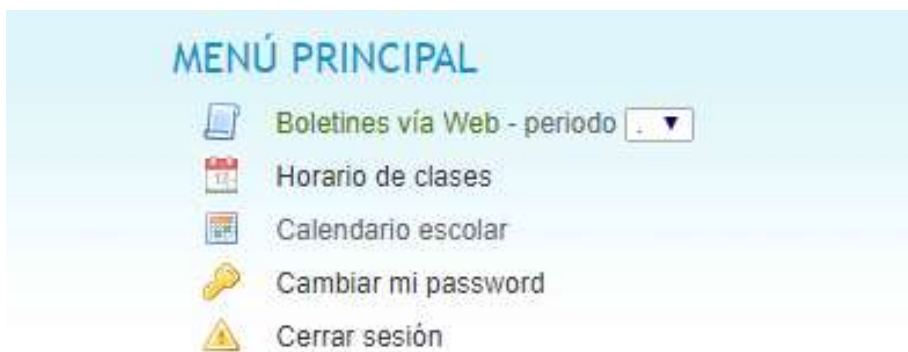 MENÚ PRINCIPAL
Boletines vía Web - periodo . ▼
Horario de clases
Calendario escolar
Cambiar mi password
Cerrar sesión